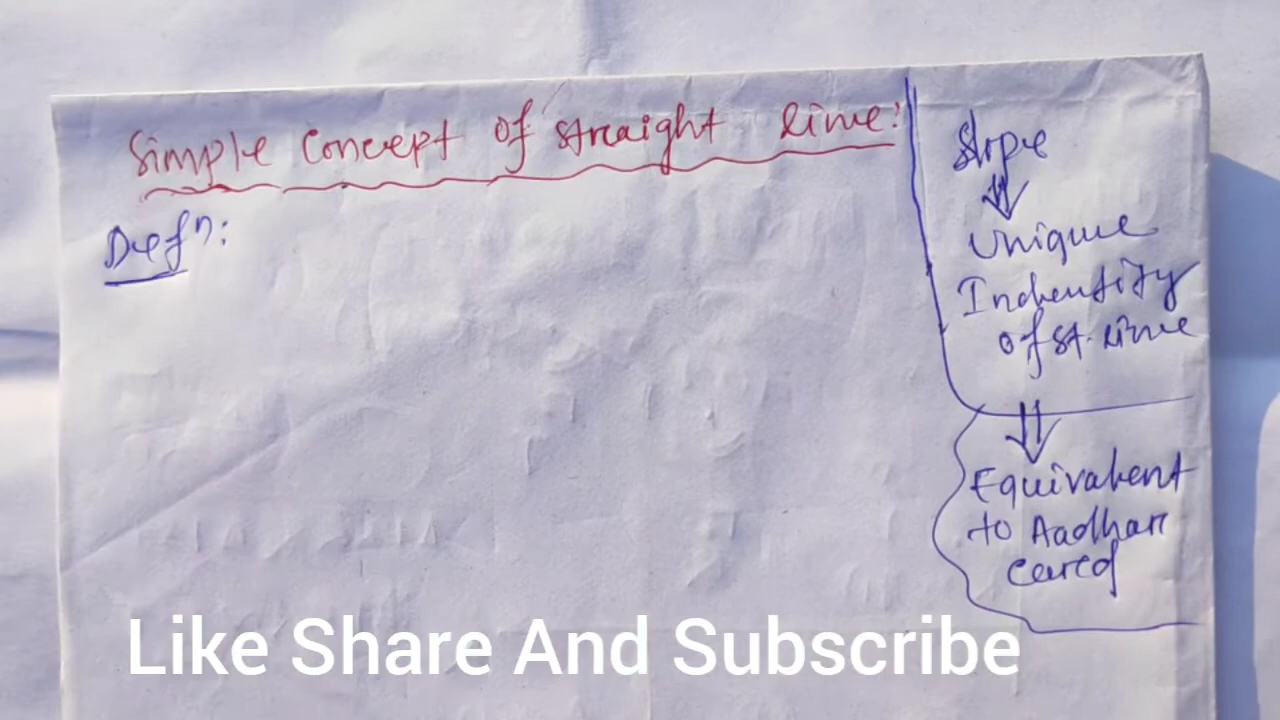 Simple Concept of straight line:
Defn:
Slope
Unique
Indentity
of st. line
Equivalent
to Aadhar
card
Like Share And Subscribe